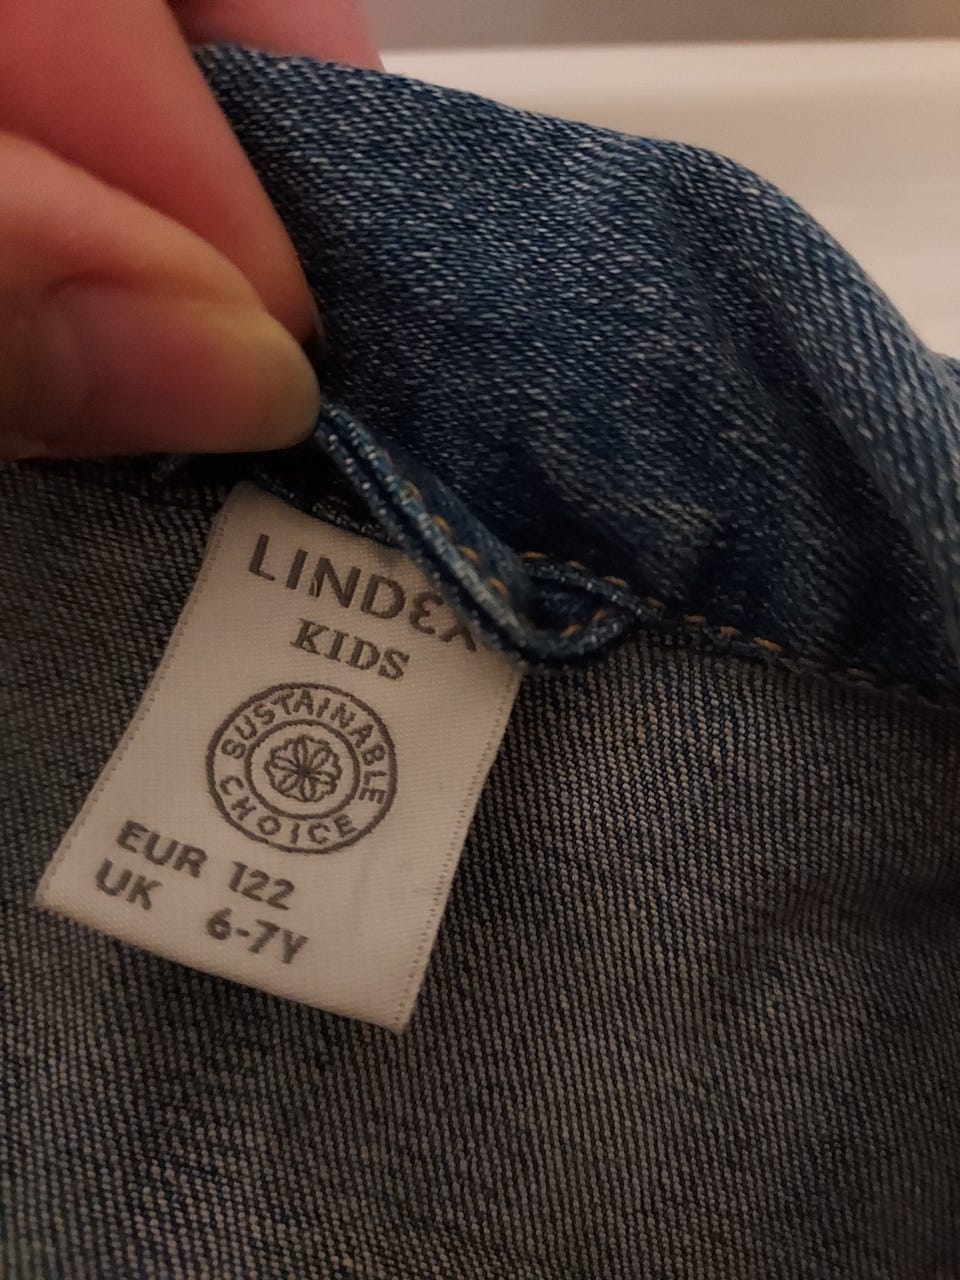 LINDEX
KIDS
SUSTAINABLE
CHOICE
EUR 122
UK 6-7Y